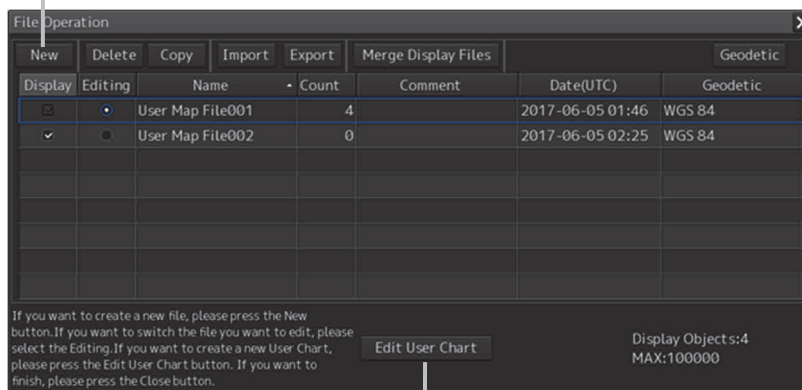 File Operation
New Delete Copy Import Export Merge Display Files Geodetic
Display Editing Name Count Comment Date(UTC) Geodetic
User Map File001 4 2017-06-05 01:46 WGS 84
User Map File002 0 2017-06-05 02:25 WGS 84
If you want to create a new file, please press the New
button.If you want to switch the file you want to edit, please
select the Editing.If you want to create a new User Chart,
please press the Edit User Chart button. If you want to
finish, please press the Close button.
Edit User Chart
Display Objects:4
MAX:100000